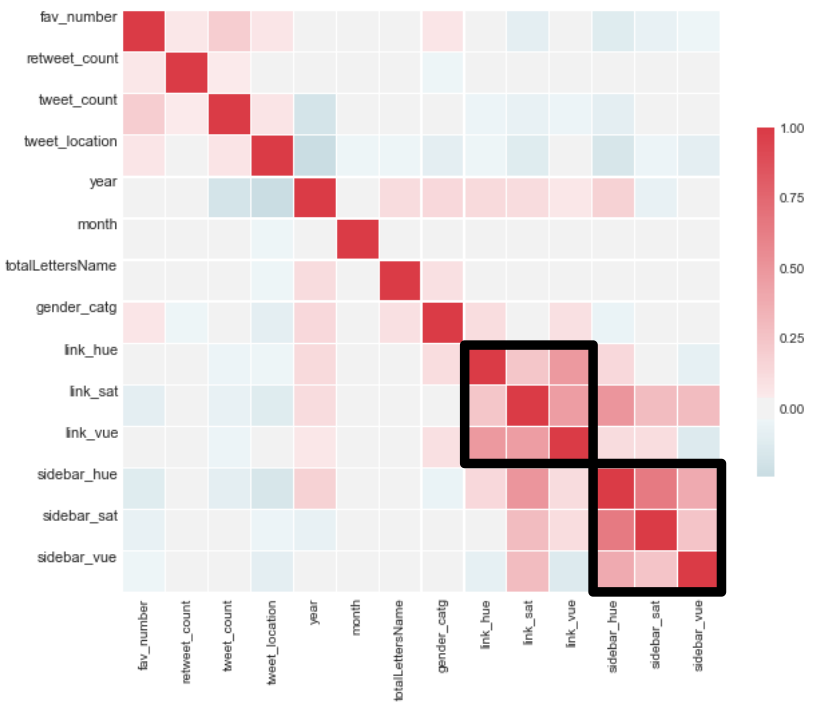 fav_number
retweet_count
tweet_count
tweet_location
year
month
totalLettersName
gender_catg
link_hue
link_sat
link_vue
sidebar_hue
sidebar_sat
sidebar_vue
fav_number
retweet_count
tweet_count
tweet_location
year
month
totalLettersName
gender_catg
link_hue
link_sat
link_vue
sidebar_hue
sidebar_sat
sidebar_vue
1.00
0.75
0.50
0.25
0.00